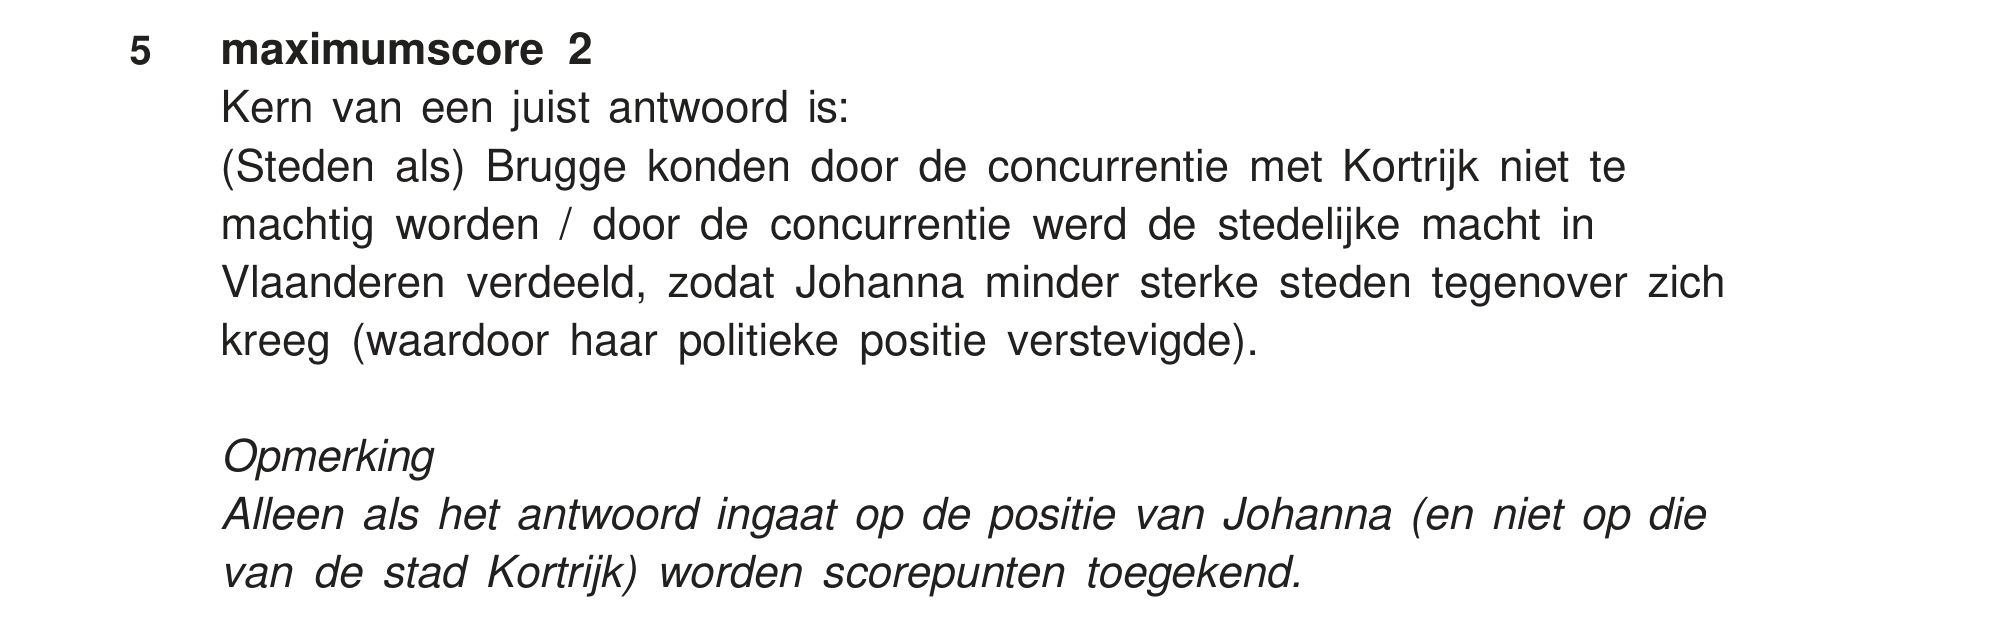 5 maximumscore 2
Kern van een juist antwoord is:
(Steden als) Brugge konden door de concurrentie met Kortrijk niet te
machtig worden / door de concurrentie werd de stedelijke macht in
Vlaanderen verdeeld, zodat Johanna minder sterke steden tegenover zich
kreeg (waardoor haar politieke positie verstevigde).
Opmerking
Alleen als het antwoord ingaat op de positie van Johanna (en niet op die
van de stad Kortrijk) worden scorepunten toegekend.